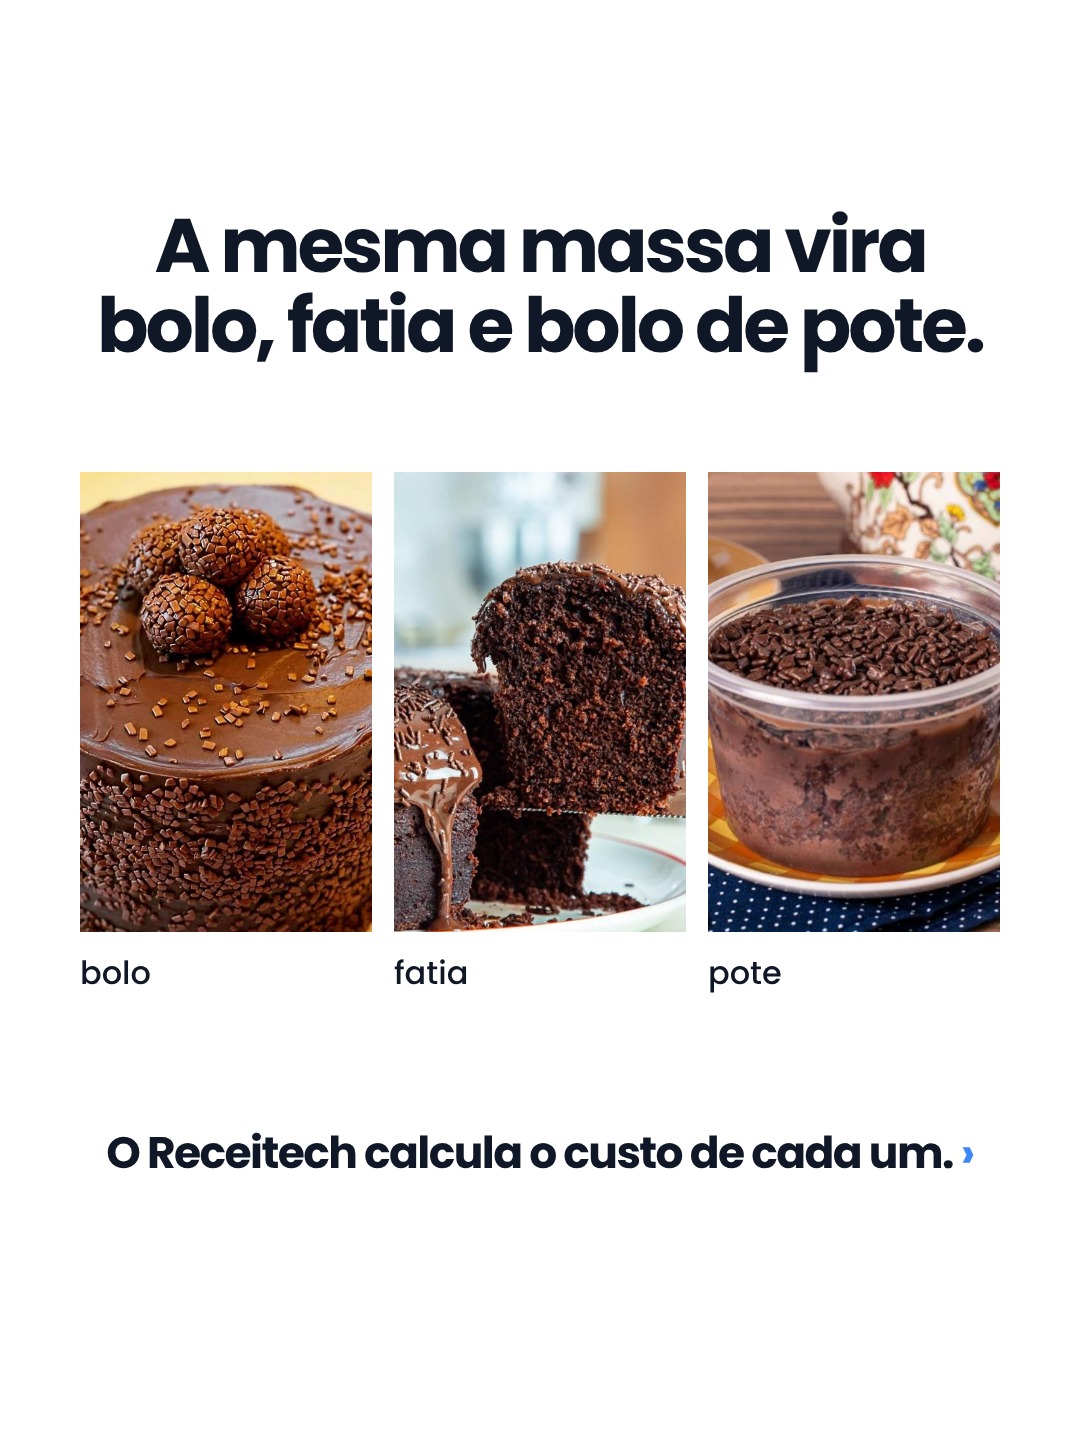 A mesma massa vira
bolo, fatia e bolo de pote.
bolo
fatia
pote
O Receitech calcula o custo de cada um. ›